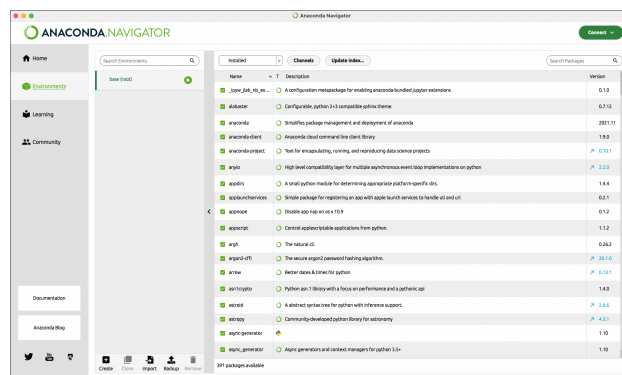 Anaconda Navigator
ANACONDA.NAVIGATOR
Connect
Home
Environments
Learning
Community
Documentation
Anaconda Blog
Search Environments
base (root)
Create Clone Import Backup Remove
Installed Channels Update index... Search Packages
Name T Description Version
_ipyw_jlab_nb_ex... A configuration metapackage for enabling anaconda-bundled jupyter extensions 0.1.0
alabaster Configurable, python 2+3 compatible sphinx theme. 0.7.12
anaconda Simplifies package management and deployment of anaconda 2021.11
anaconda-client Anaconda cloud command line client library 1.9.0
anaconda-project Tool for encapsulating, running, and reproducing data science projects 0.10.1
anyio High level compatibility layer for multiple asynchronous event loop implementations on python 2.2.0
appdirs A small python module for determining appropriate platform-specific dirs. 1.4.4
applaunchservices Simple package for registering an app with apple launch services to handle uti and url 0.2.1
appnope Disable app nap on os x 10.9 0.1.2
appscript Control applescriptable applications from python. 1.1.2
argh The natural cli. 0.26.2
argon2-cffi The secure argon2 password hashing algorithm. 20.1.0
arrow Better dates & times for python 0.13.1
asn1crypto Python asn.1 library with a focus on performance and a pythonic api 1.4.0
astroid A abstract syntax tree for python with inference support. 2.6.6
astropy Community-developed python library for astronomy 4.3.1
async-generator 1.10
async_generator Async generators and context managers for python 3.5+ 1.10
391 packages available